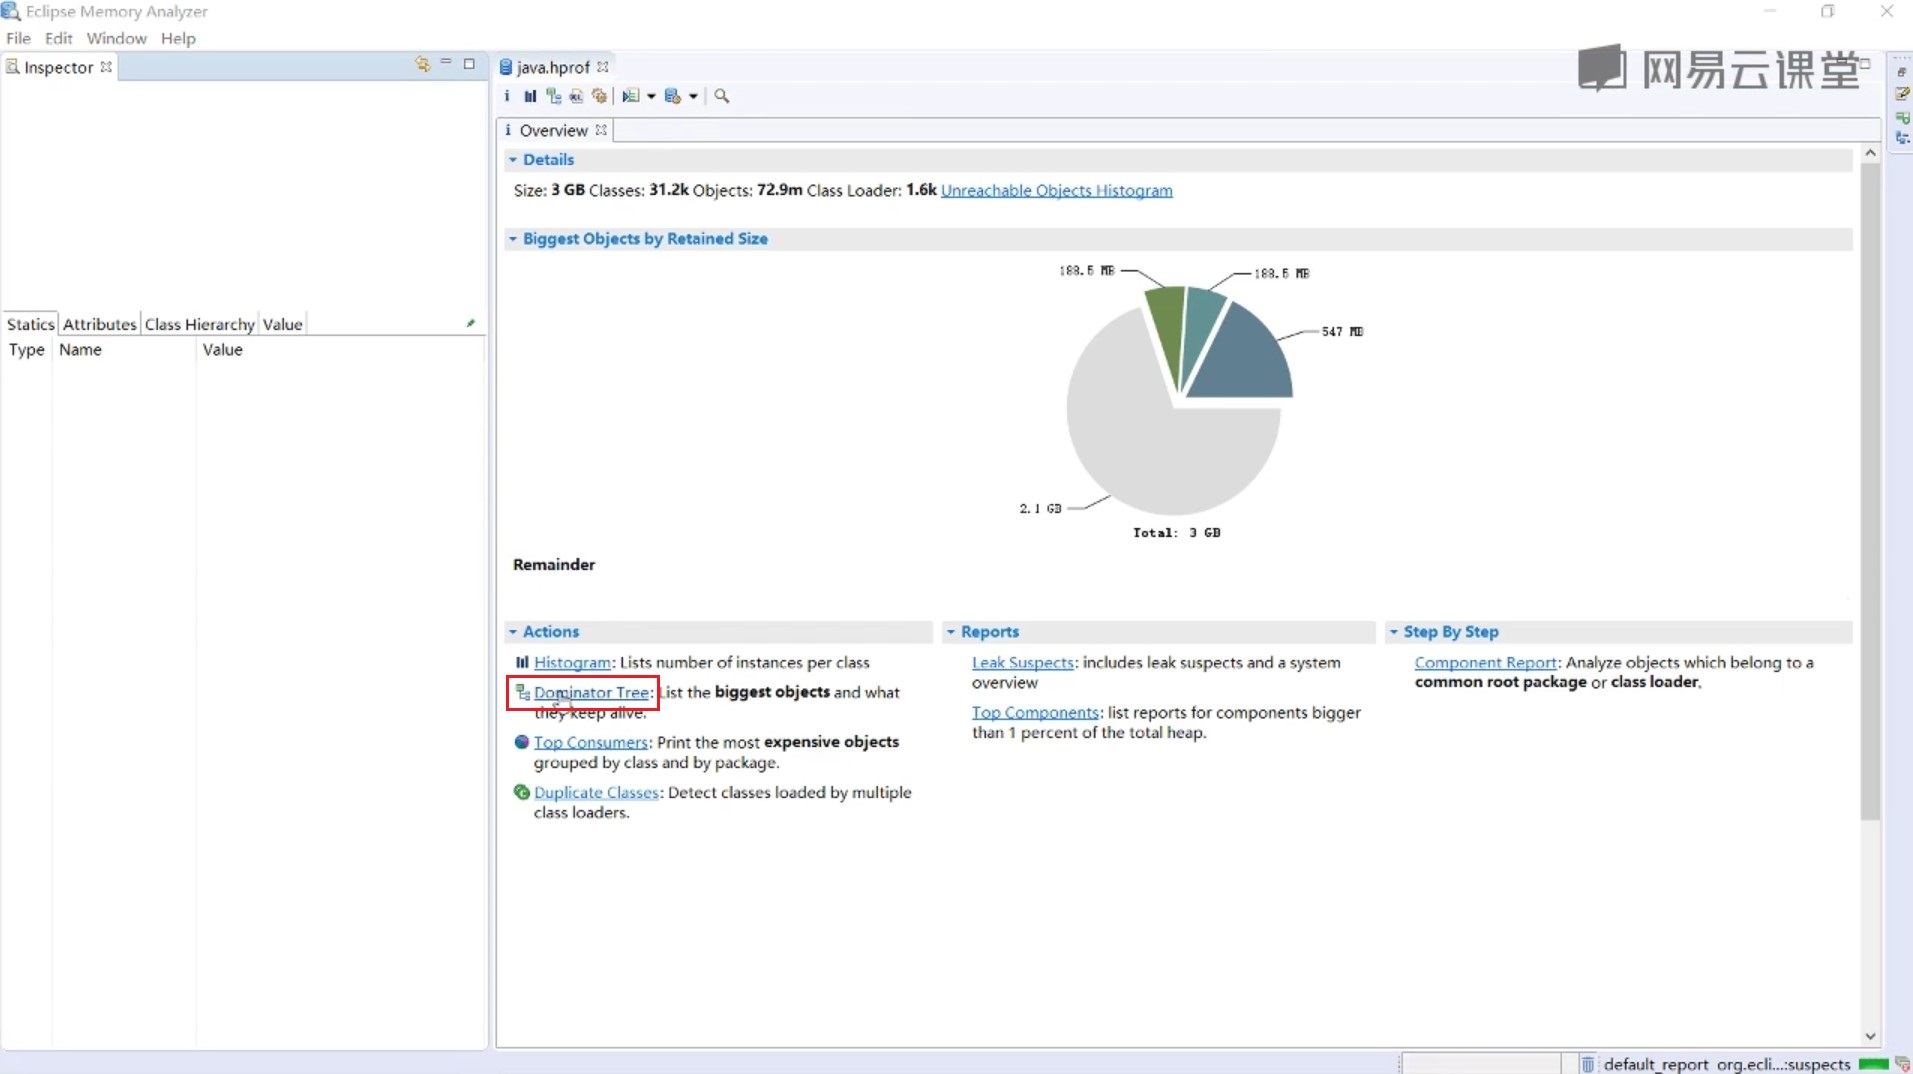 Eclipse Memory Analyzer
File Edit Window Help
Inspector
java.hprof
网易云课堂
i Overview
Details
Size: 3 GB Classes: 31.2k Objects: 72.9m Class Loader: 1.6k Unreachable Objects Histogram
Biggest Objects by Retained Size
188.5 MB
188.5 MB
547 MB
2.1 GB
Total: 3 GB
Remainder
Statics Attributes Class Hierarchy Value
Type Name Value
Actions
Histogram: Lists number of instances per class
Dominator Tree: List the biggest objects and what
they keep alive.
Top Consumers: Print the most expensive objects
grouped by class and by package.
Duplicate Classes: Detect classes loaded by multiple
class loaders.
Reports
Leak Suspects: includes leak suspects and a system
overview
Top Components: list reports for components bigger
than 1 percent of the total heap.
Step By Step
Component Report: Analyze objects which belong to a
common root package or class loader.
default_report org.ecli...:suspects